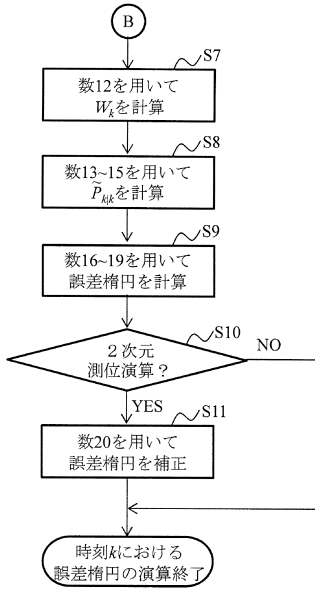 B
S7
数12を用いて
W_kを計算
S8
数13~15を用いて
P̃_k|kを計算
S9
数16~19を用いて
誤差楕円を計算
S10
２次元
測位演算？
NO
YES
S11
数20を用いて
誤差楕円を補正
時刻kにおける
誤差楕円の演算終了